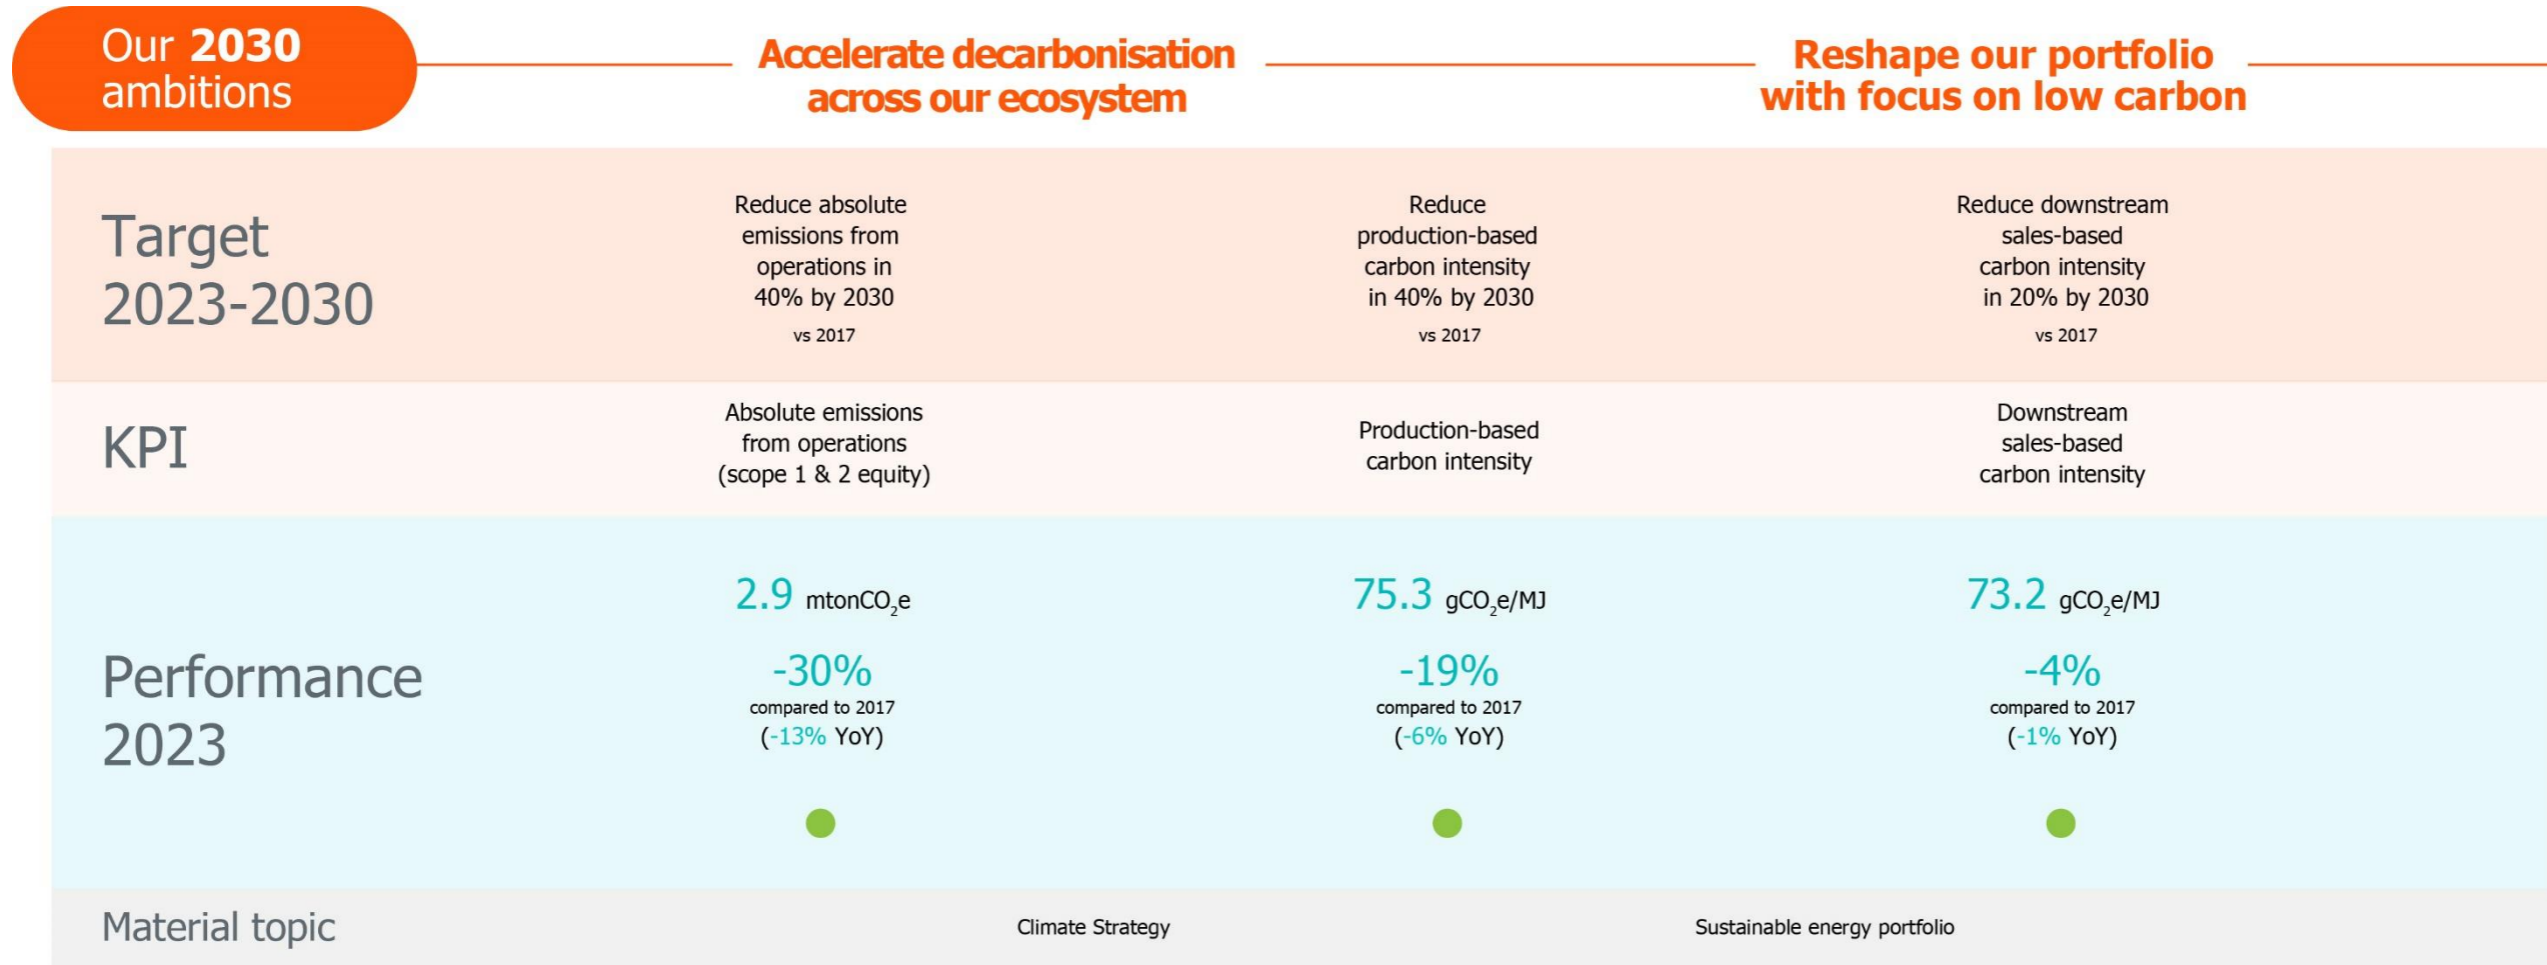 Our 2030
ambitions
Accelerate decarbonisation
across our ecosystem
Reshape our portfolio
with focus on low carbon
Target
2023-2030
Reduce absolute
emissions from
operations in
40% by 2030
vs 2017
Reduce
production-based
carbon intensity
in 40% by 2030
vs 2017
Reduce downstream
sales-based
carbon intensity
in 20% by 2030
vs 2017
KPI
Absolute emissions
from operations
(scope 1 & 2 equity)
Production-based
carbon intensity
Downstream
sales-based
carbon intensity
Performance
2023
2.9 mtonCO₂e
-30%
compared to 2017
(-13% YoY)
75.3 gCO₂e/MJ
-19%
compared to 2017
(-6% YoY)
73.2 gCO₂e/MJ
-4%
compared to 2017
(-1% YoY)
Material topic
Climate Strategy
Sustainable energy portfolio